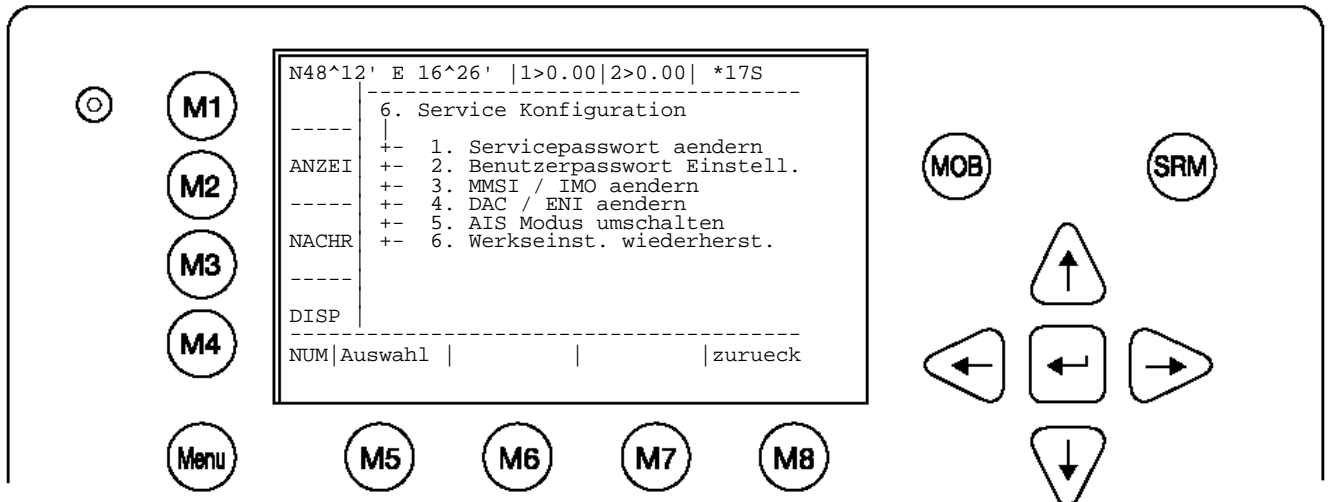 N48^12' E 16^26' |1>0.00|2>0.00| *17S
6. Service Konfiguration
+- 1. Servicepasswort aendern
ANZEI +- 2. Benutzerpasswort Einstell.
+- 3. MMSI / IMO aendern
+- 4. DAC / ENI aendern
+- 5. AIS Modus umschalten
NACHR +- 6. Werkseinst. wiederherst.
DISP
NUM|Auswahl | | |zurueck
M1
M2
M3
M4
Menu
M5
M6
M7
M8
MOB
SRM